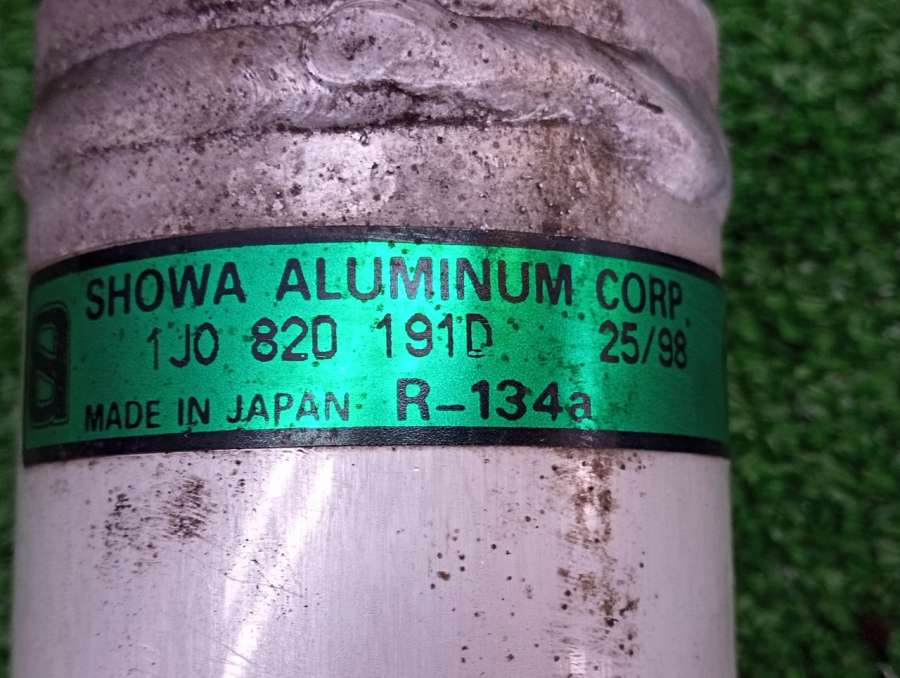 SHOWA ALUMINUM CORP.
1J0 820 191D 25/98
MADE IN JAPAN R-134a